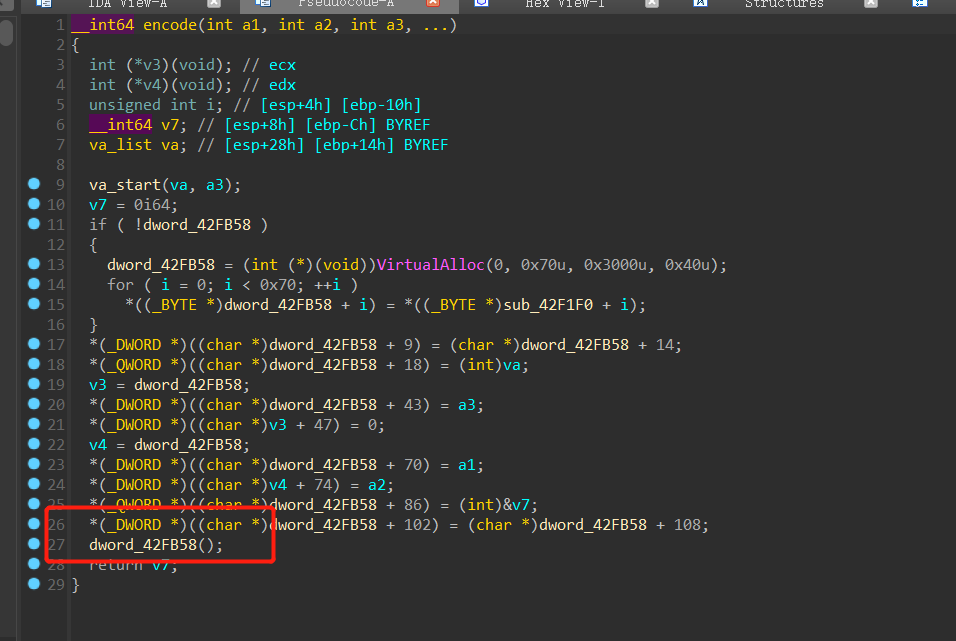 IDA View-A Pseudocode-A Hex View-1 Structures
1 __int64 encode(int a1, int a2, int a3, ...)
2 {
3 int (*v3)(void); // ecx
4 int (*v4)(void); // edx
5 unsigned int i; // [esp+4h] [ebp-10h]
6 __int64 v7; // [esp+8h] [ebp-Ch] BYREF
7 va_list va; // [esp+28h] [ebp+14h] BYREF
8
9 va_start(va, a3);
10 v7 = 0i64;
11 if ( !dword_42FB58 )
12 {
13 dword_42FB58 = (int (*)(void))VirtualAlloc(0, 0x70u, 0x3000u, 0x40u);
14 for ( i = 0; i < 0x70; ++i )
15 *((_BYTE *)dword_42FB58 + i) = *((_BYTE *)sub_42F1F0 + i);
16 }
17 *(_DWORD *)((char *)dword_42FB58 + 9) = (char *)dword_42FB58 + 14;
18 *(_QWORD *)((char *)dword_42FB58 + 18) = (int)va;
19 v3 = dword_42FB58;
20 *(_DWORD *)((char *)dword_42FB58 + 43) = a3;
21 *(_DWORD *)((char *)v3 + 47) = 0;
22 v4 = dword_42FB58;
23 *(_DWORD *)((char *)dword_42FB58 + 70) = a1;
24 *(_DWORD *)((char *)v4 + 74) = a2;
25 *(_QWORD *)((char *)dword_42FB58 + 86) = (int)&v7;
26 *(_DWORD *)((char *)dword_42FB58 + 102) = (char *)dword_42FB58 + 108;
27 dword_42FB58();
28 return v7;
29 }